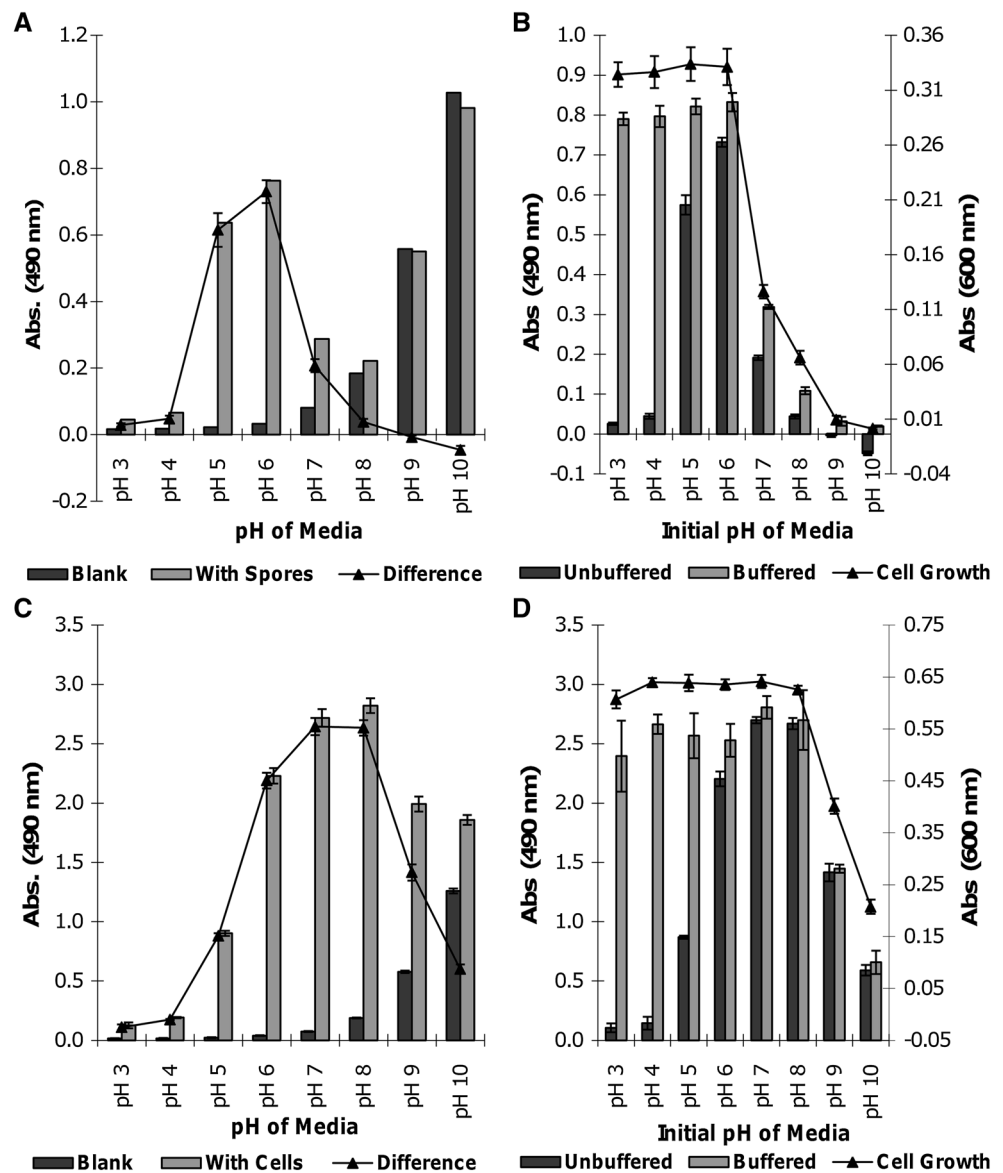 A
1.2
1.0
0.8
0.6
0.4
0.2
0.0
-0.2
Abs. (490 nm)
pH 3 pH 4 pH 5 pH 6 pH 7 pH 8 pH 9 pH 10
pH of Media
Blank With Spores Difference
B
1.0
0.9
0.8
0.7
0.6
0.5
0.4
0.3
0.2
0.1
0.0
-0.1
Abs (490 nm)
0.36
0.31
0.26
0.21
0.16
0.11
0.06
0.01
-0.04
Abs (600 nm)
pH 3 pH 4 pH 5 pH 6 pH 7 pH 8 pH 9 pH 10
Initial pH of Media
Unbuffered Buffered Cell Growth
C
3.5
3.0
2.5
2.0
1.5
1.0
0.5
0.0
Abs. (490 nm)
pH 3 pH 4 pH 5 pH 6 pH 7 pH 8 pH 9 pH 10
pH of Media
Blank With Cells Difference
D
3.5
3.0
2.5
2.0
1.5
1.0
0.5
0.0
Abs (490 nm)
0.75
0.65
0.55
0.45
0.35
0.25
0.15
0.05
-0.05
Abs (600 nm)
pH 3 pH 4 pH 5 pH 6 pH 7 pH 8 pH 9 pH 10
Initial pH of Media
Unbuffered Buffered Cell Growth